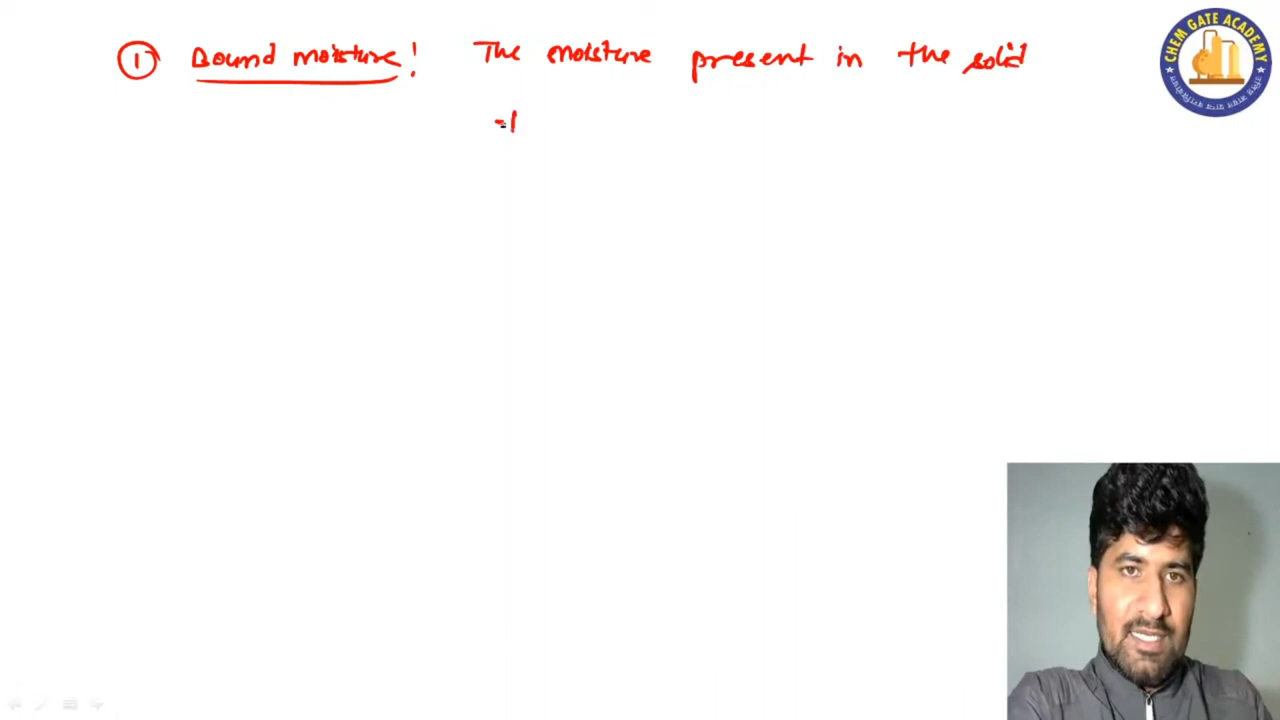 ① Bound moisture! The moisture present in the solid
CHEM GATE ACADEMY